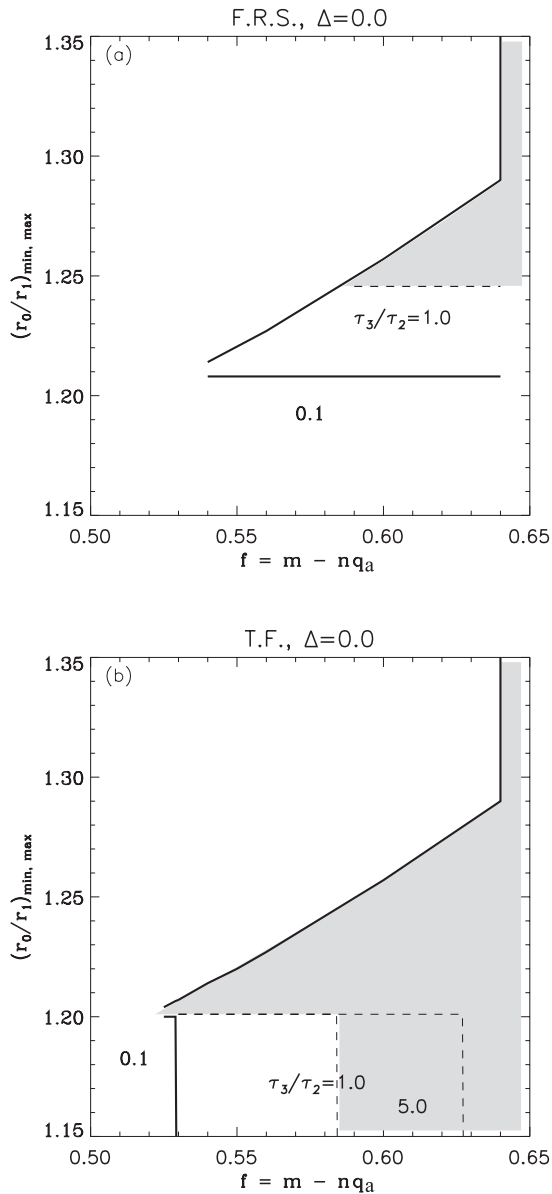 F.R.S., Δ=0.0
(a)
1.35
1.30
1.25
1.20
1.15
(r₀/r₁)min, max
τ₃/τ₂=1.0
0.1
0.50 0.55 0.60 0.65
f = m − nqₐ
T.F., Δ=0.0
(b)
1.35
1.30
1.25
1.20
1.15
(r₀/r₁)min, max
0.1
τ₃/τ₂=1.0
5.0
0.50 0.55 0.60 0.65
f = m − nqₐ